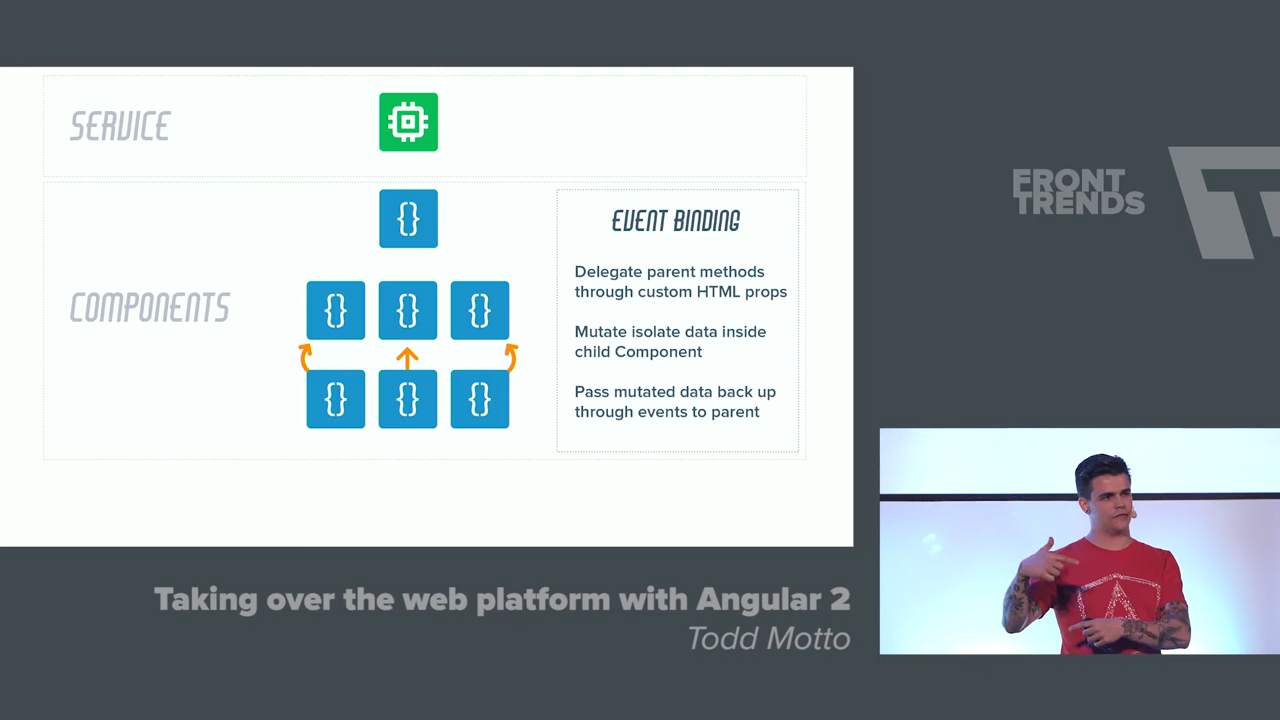 SERVICE
{}
COMPONENTS
{} {} {}
{} {} {}
EVENT BINDING
Delegate parent methods
through custom HTML props
Mutate isolate data inside
child Component
Pass mutated data back up
through events to parent
FRONT
TRENDS
Taking over the web platform with Angular 2
Todd Motto